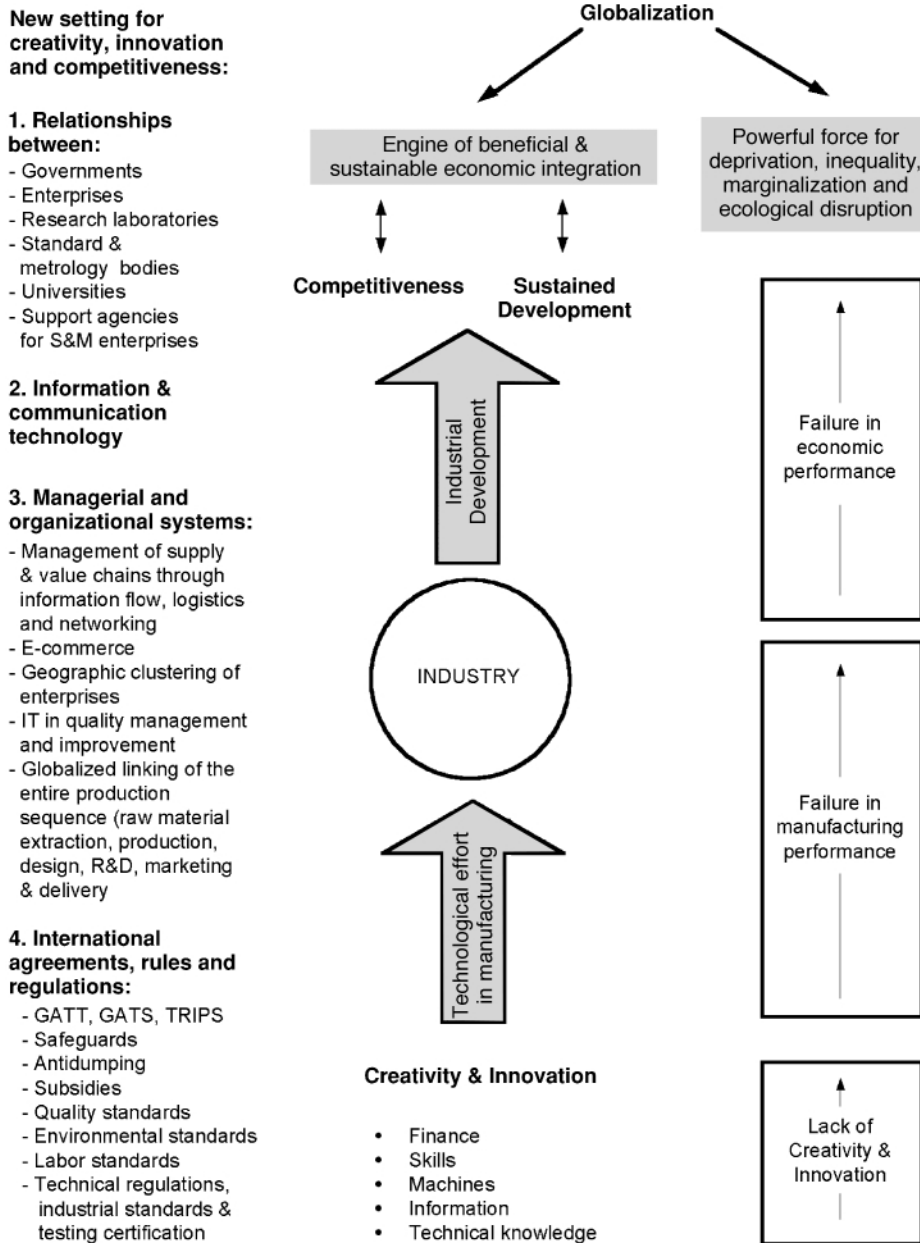 New setting for
creativity, innovation
and competitiveness:
1. Relationships
between:
- Governments
- Enterprises
- Research laboratories
- Standard &
metrology bodies
- Universities
- Support agencies
for S&M enterprises
2. Information &
communication
technology
3. Managerial and
organizational systems:
- Management of supply
& value chains through
information flow, logistics
and networking
- E-commerce
- Geographic clustering of
enterprises
- IT in quality management
and improvement
- Globalized linking of the
entire production
sequence (raw material
extraction, production,
design, R&D, marketing
& delivery
4. International
agreements, rules and
regulations:
- GATT, GATS, TRIPS
- Safeguards
- Antidumping
- Subsidies
- Quality standards
- Environmental standards
- Labor standards
- Technical regulations,
industrial standards &
testing certification
Globalization
Engine of beneficial &
sustainable economic integration
Competitiveness
Sustained
Development
Industrial
Development
INDUSTRY
Technological effort
in manufacturing
Creativity & Innovation
• Finance
• Skills
• Machines
• Information
• Technical knowledge
Powerful force for
deprivation, inequality,
marginalization and
ecological disruption
Failure in
economic
performance
Failure in
manufacturing
performance
Lack of
Creativity &
Innovation